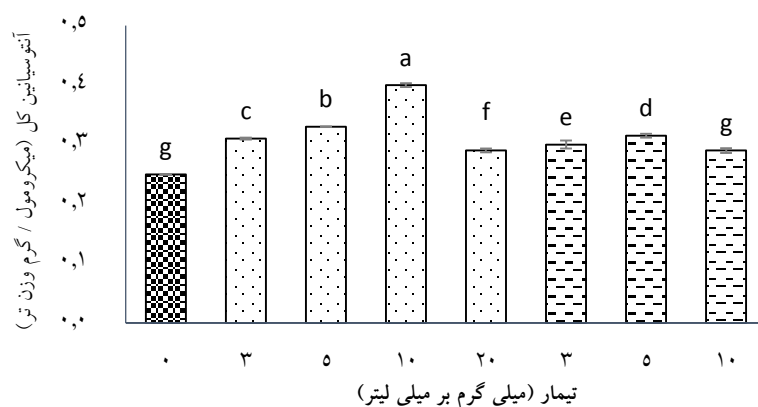 آنتوسیانین کل (میکرومول / گرم وزن تر)
۰,۵
۰,٤
۰,۳
۰,۲
۰,۱
۰,۰
g c b a f e d g
۰ ۳ ۵ ۱۰ ۲۰ ۳ ۵ ۱۰
تیمار (میلی گرم بر میلی لیتر)